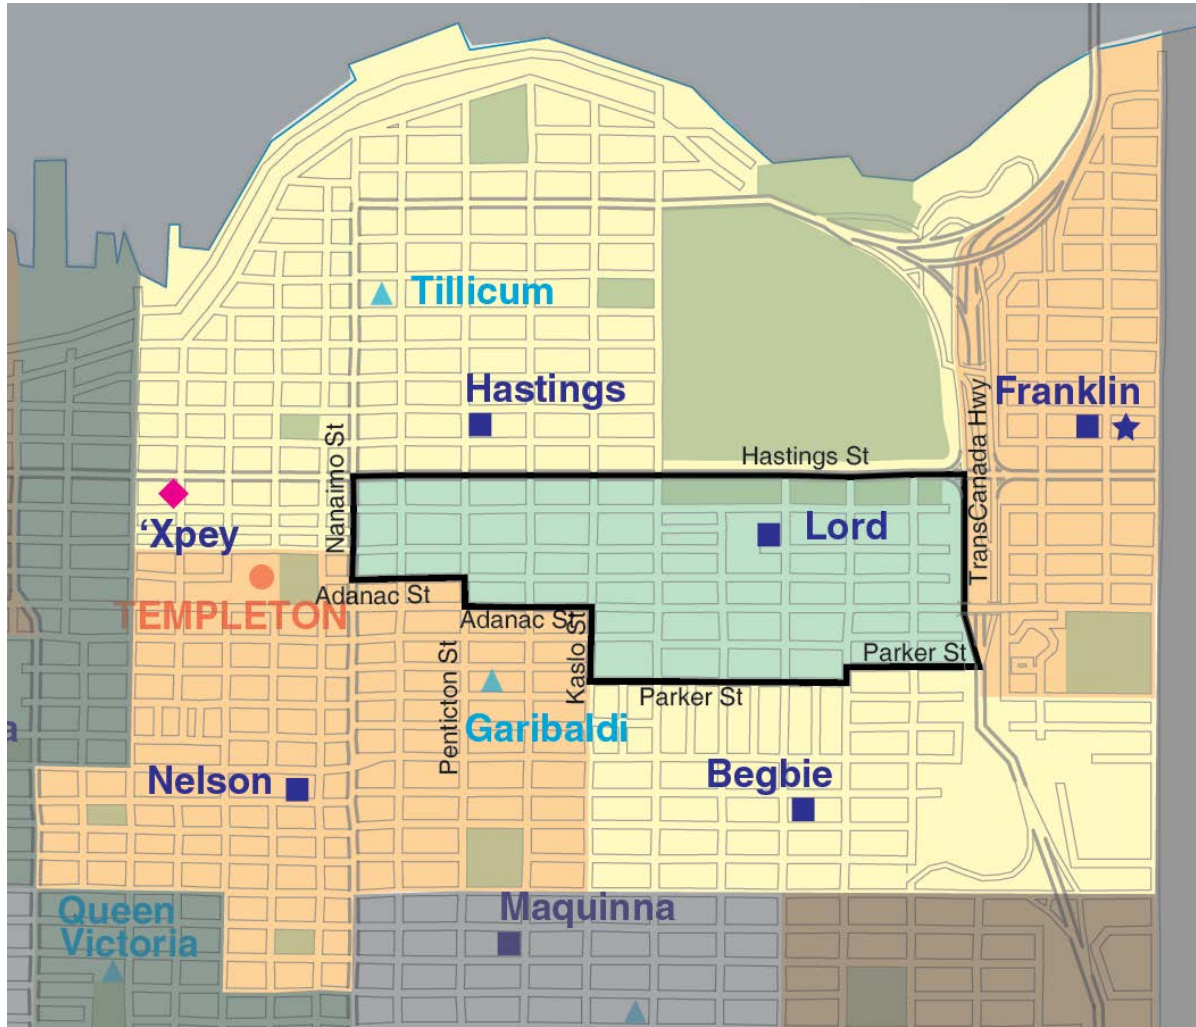 Tillicum
Hastings
Franklin
Nanaimo St
Hastings St
TransCanada Hwy
'Xpey
Lord
TEMPLETON
Adanac St
Adanac St
Kaslo St
Penticton St
Parker St
Parker St
Garibaldi
a
Nelson
Begbie
Queen
Victoria
Maquinna